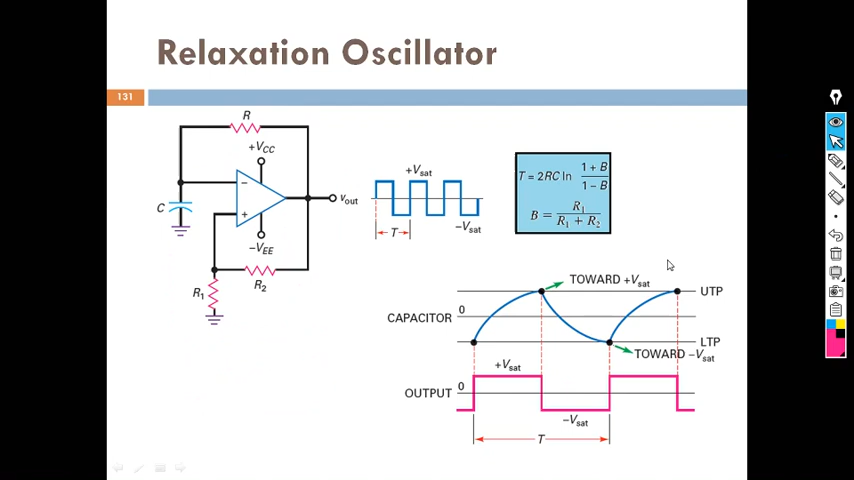 Relaxation Oscillator
131
R
+VCC
−
+
C
vout
−VEE
R2
R1
+Vsat
−Vsat
T
T = 2RC ln 1 + B / 1 − B
B = R1 / R1 + R2
TOWARD +Vsat
UTP
0
CAPACITOR
LTP
TOWARD −Vsat
+Vsat
OUTPUT 0
−Vsat
T